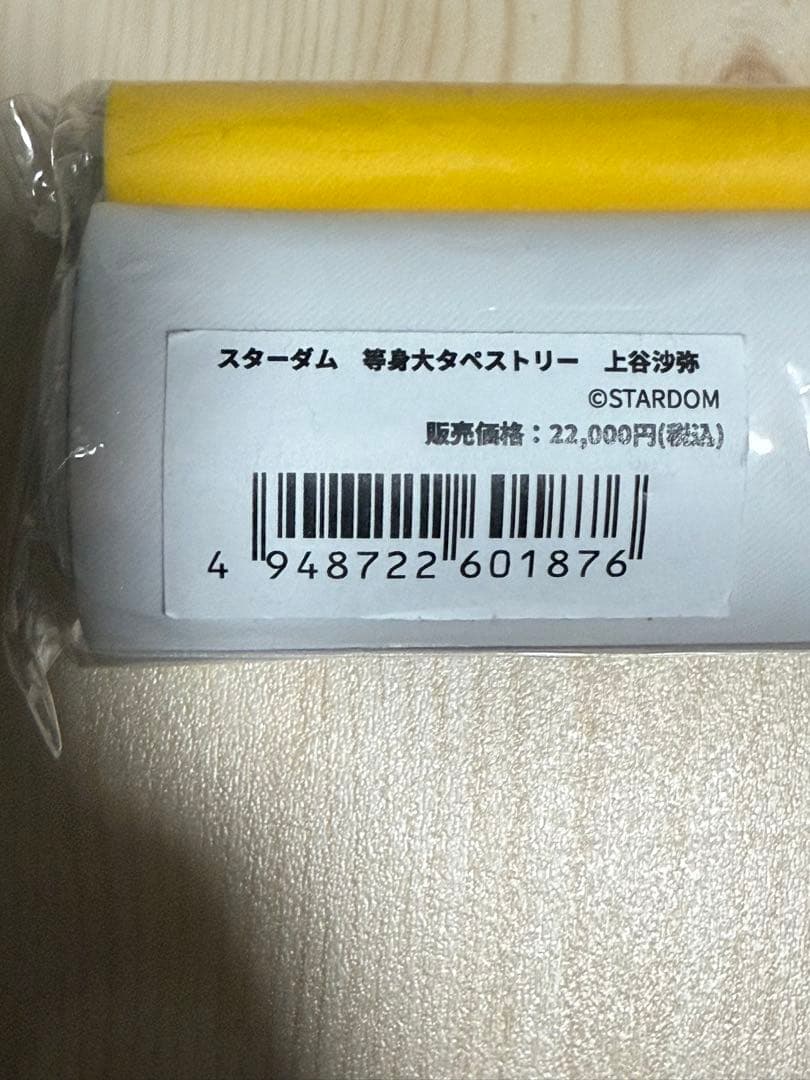 スターダム　等身大タペストリー　上谷沙弥
©STARDOM
販売価格：22,000円(税込)
4 948722 601876